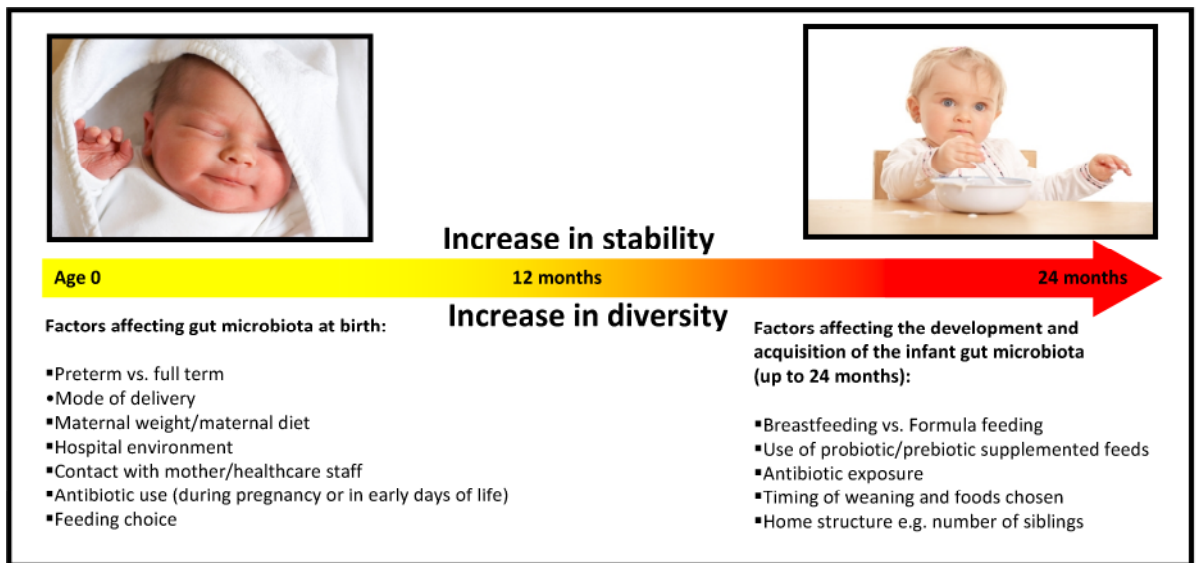 Increase in stability
Age 0
12 months
24 months
Increase in diversity
Factors affecting gut microbiota at birth:
▪Preterm vs. full term
•Mode of delivery
▪Maternal weight/maternal diet
▪Hospital environment
▪Contact with mother/healthcare staff
▪Antibiotic use (during pregnancy or in early days of life)
▪Feeding choice
Factors affecting the development and
acquisition of the infant gut microbiota
(up to 24 months):
▪Breastfeeding vs. Formula feeding
▪Use of probiotic/prebiotic supplemented feeds
▪Antibiotic exposure
▪Timing of weaning and foods chosen
▪Home structure e.g. number of siblings